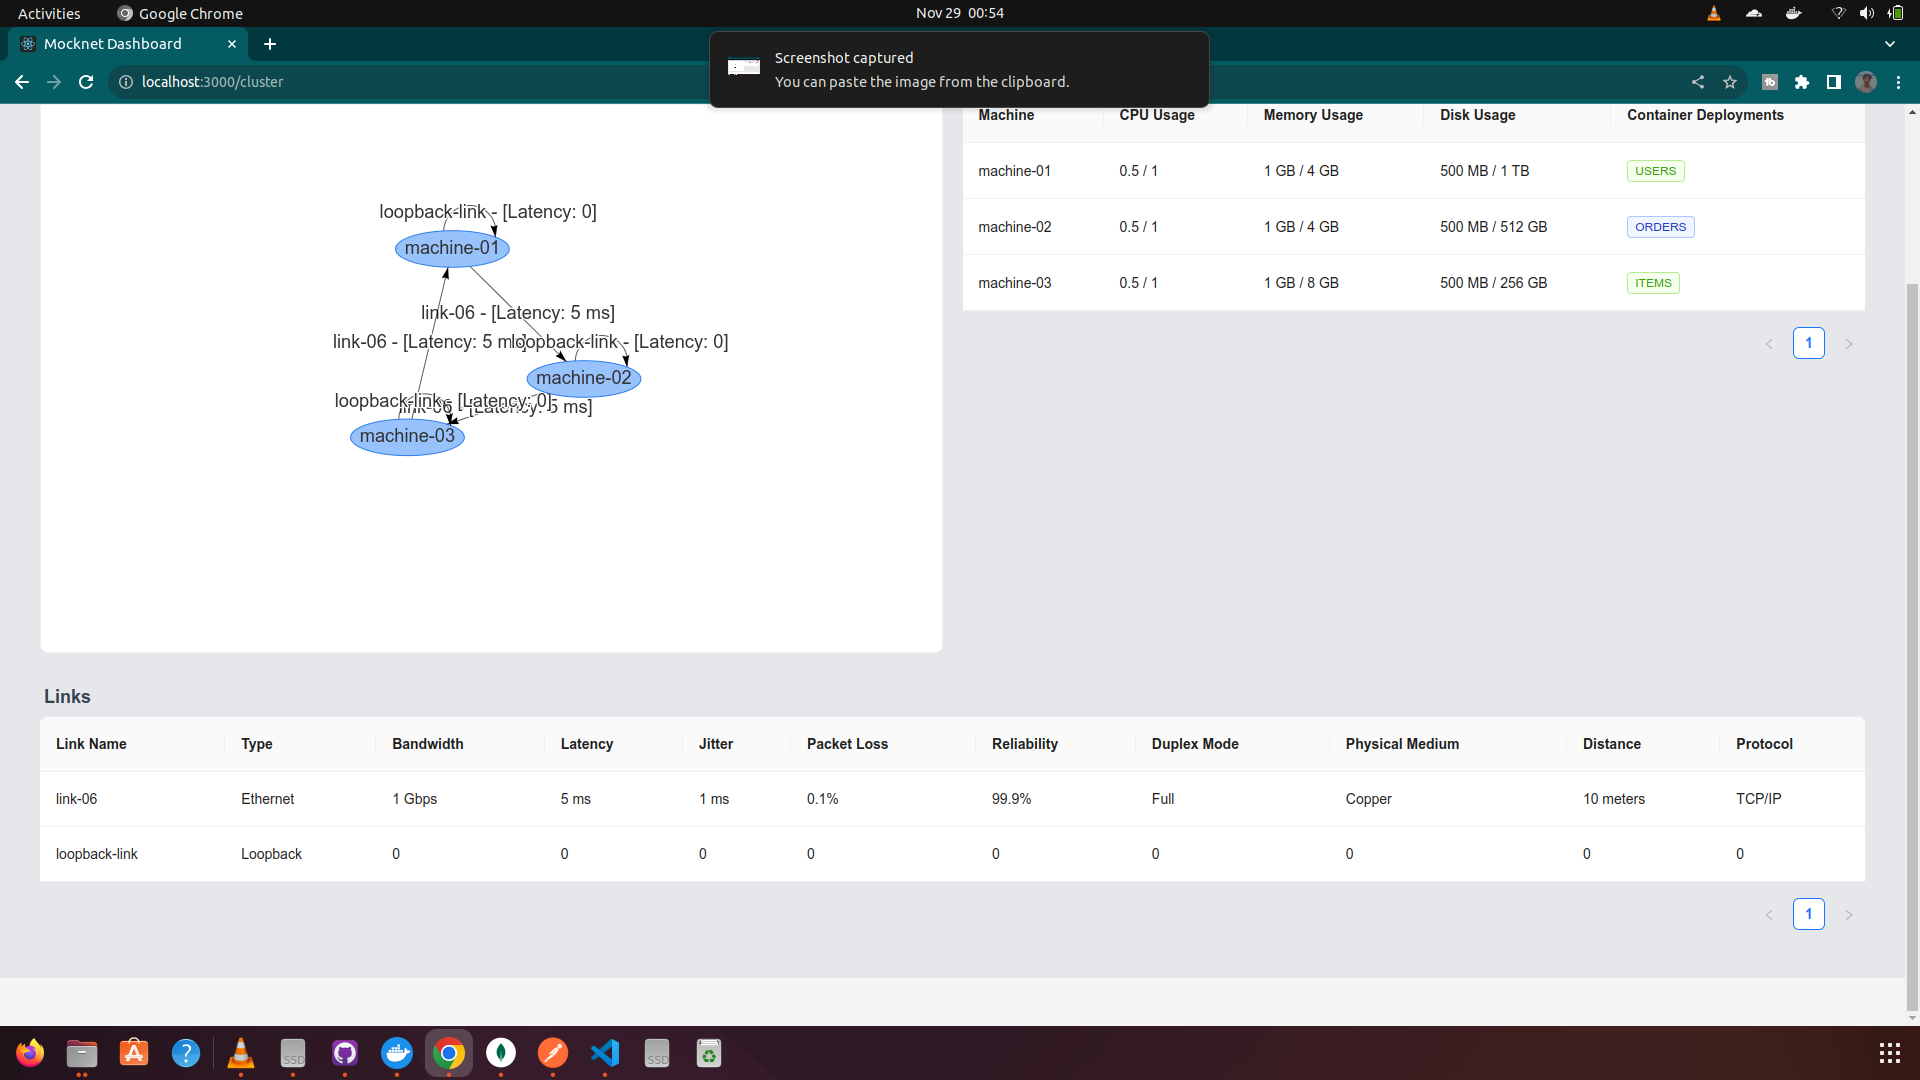 Activities
Google Chrome
Nov 29 00:54
Mocknet Dashboard
localhost:3000/cluster
Screenshot captured
You can paste the image from the clipboard.
loopback-link - [Latency: 0]
machine-01
link-06 - [Latency: 5 ms]
link-06 - [Latency: 5 ms]
loopback-link - [Latency: 0]
machine-02
loopback-link - [Latency: 0]
link-06 - [Latency: 5 ms]
machine-03
Machine CPU Usage Memory Usage Disk Usage Container Deployments
machine-01 0.5 / 1 1 GB / 4 GB 500 MB / 1 TB USERS
machine-02 0.5 / 1 1 GB / 4 GB 500 MB / 512 GB ORDERS
machine-03 0.5 / 1 1 GB / 8 GB 500 MB / 256 GB ITEMS
< 1 >
Links
Link Name Type Bandwidth Latency Jitter Packet Loss Reliability Duplex Mode Physical Medium Distance Protocol
link-06 Ethernet 1 Gbps 5 ms 1 ms 0.1% 99.9% Full Copper 10 meters TCP/IP
loopback-link Loopback 0 0 0 0 0 0 0 0 0
< 1 >
SSD
SSD